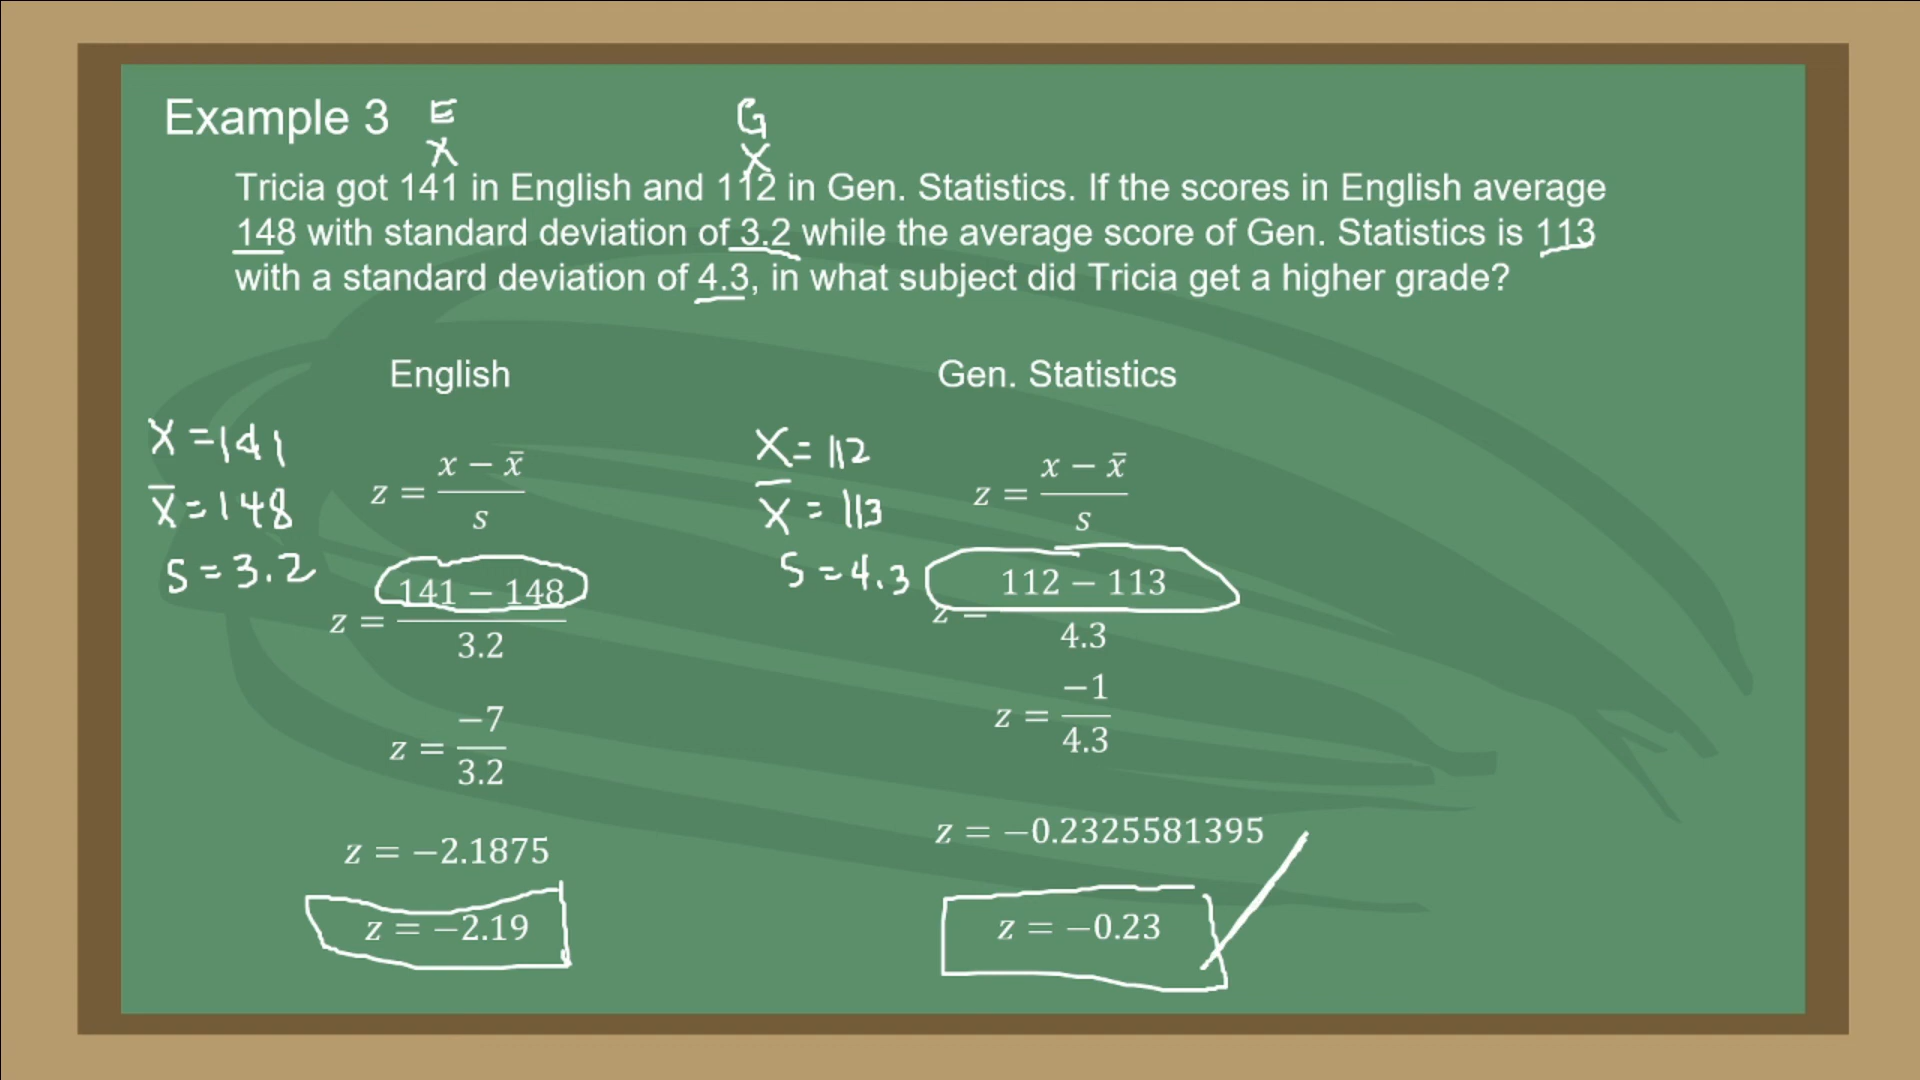 Example 3
E
X
G
X
Tricia got 141 in English and 112 in Gen. Statistics. If the scores in English average
148 with standard deviation of 3.2 while the average score of Gen. Statistics is 113
with a standard deviation of 4.3, in what subject did Tricia get a higher grade?
English
X = 141
X̄ = 148
S = 3.2
z = (x − x̄)/s
z = (141 − 148)/3.2
z = −7/3.2
z = −2.1875
z = −2.19
Gen. Statistics
X = 112
X̄ = 113
S = 4.3
z = (x − x̄)/s
z = (112 − 113)/4.3
z = −1/4.3
z = −0.2325581395
z = −0.23